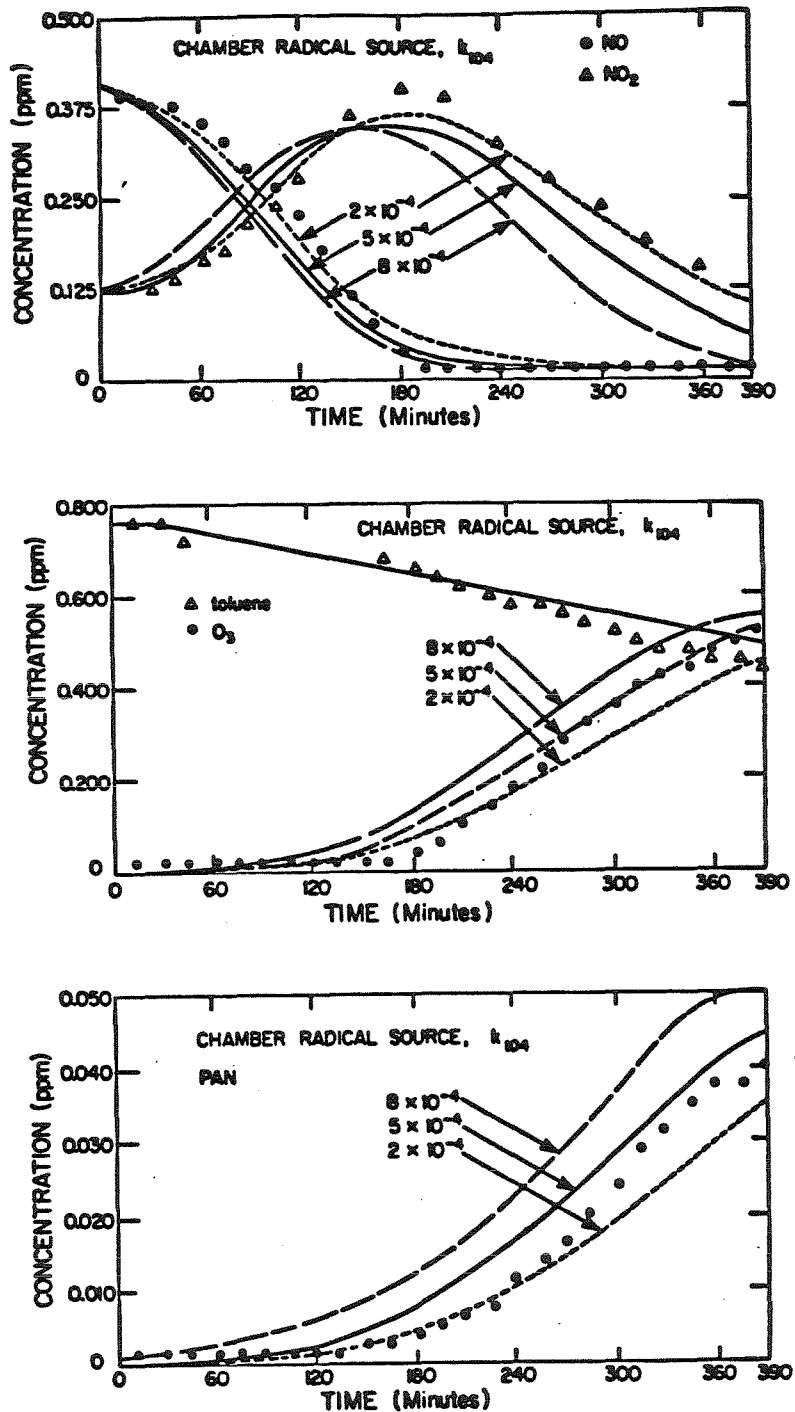 CHAMBER RADICAL SOURCE, k104
NO
NO2
0.500
0.375
0.250
0.125
0
CONCENTRATION (ppm)
2 × 10-4
5 × 10-4
8 × 10-4
0 60 120 180 240 300 360 390
TIME (Minutes)
CHAMBER RADICAL SOURCE, k104
toluene
O3
0.800
0.600
0.400
0.200
0
CONCENTRATION (ppm)
8 × 10-4
5 × 10-4
2 × 10-4
0 60 120 180 240 300 360 390
TIME (Minutes)
CHAMBER RADICAL SOURCE, k104
PAN
0.050
0.040
0.030
0.020
0.010
0
CONCENTRATION (ppm)
8 × 10-4
5 × 10-4
2 × 10-4
0 60 120 180 240 300 360 390
TIME (Minutes)